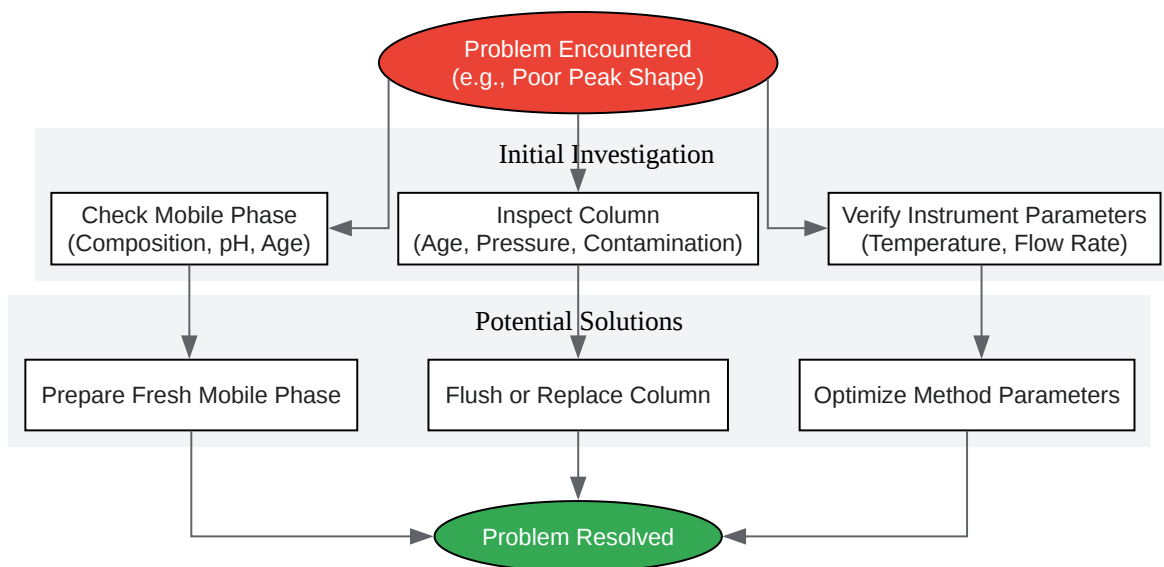 Problem Encountered
(e.g., Poor Peak Shape)
Initial Investigation
Check Mobile Phase
(Composition, pH, Age)
Inspect Column
(Age, Pressure, Contamination)
Verify Instrument Parameters
(Temperature, Flow Rate)
Potential Solutions
Prepare Fresh Mobile Phase
Flush or Replace Column
Optimize Method Parameters
Problem Resolved